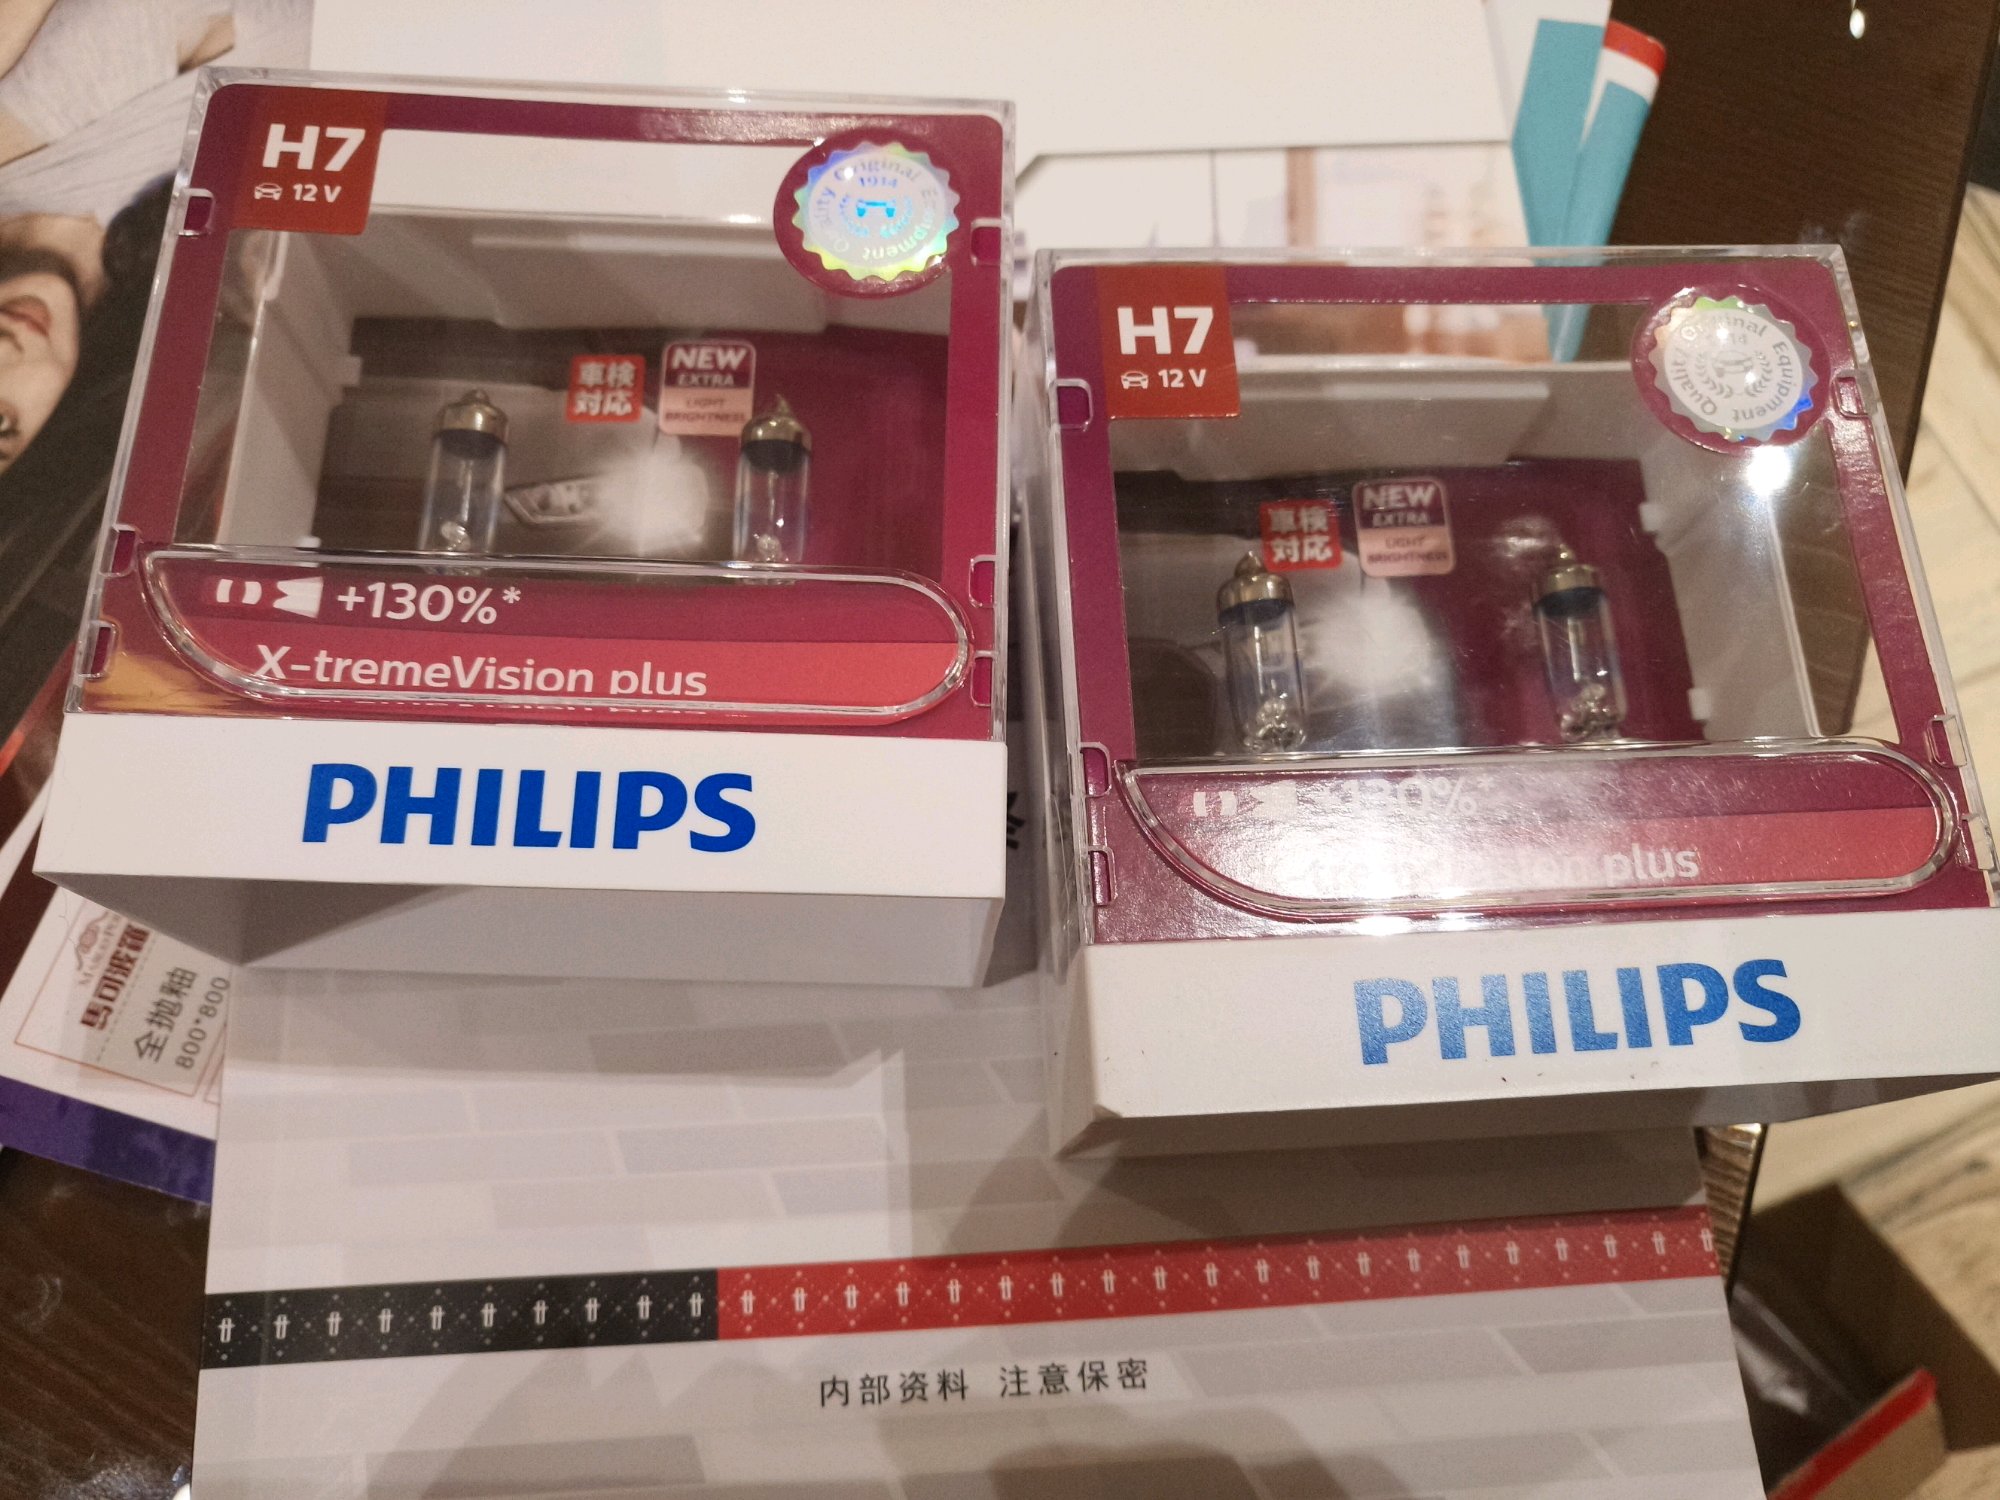 H7
12 V
Quality Original Equipment
1914
車検
対応
NEW
EXTRA
LIGHT
BRIGHTNESS
+130%*
X-tremeVision plus
PHILIPS
H7
12 V
Quality Original Equipment
車検
対応
NEW
EXTRA
LIGHT
BRIGHTNESS
+130%*
plus
PHILIPS
全抛釉
800*800
内部资料 注意保密